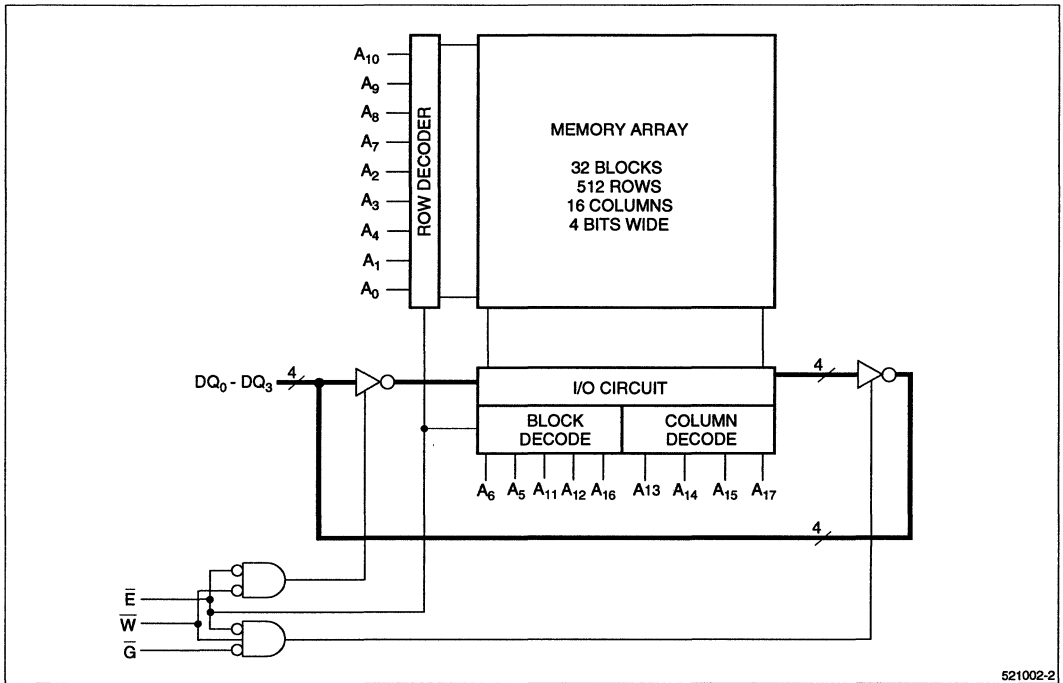 A10
A9
A8
A7
A2
A3
A4
A1
A0
ROW DECODER
MEMORY ARRAY
32 BLOCKS
512 ROWS
16 COLUMNS
4 BITS WIDE
DQ0 - DQ3
4
4
I/O CIRCUIT
BLOCK DECODE
COLUMN DECODE
A6 A5 A11 A12 A16 A13 A14 A15 A17
4
E̅
W̅
G̅
521002-2